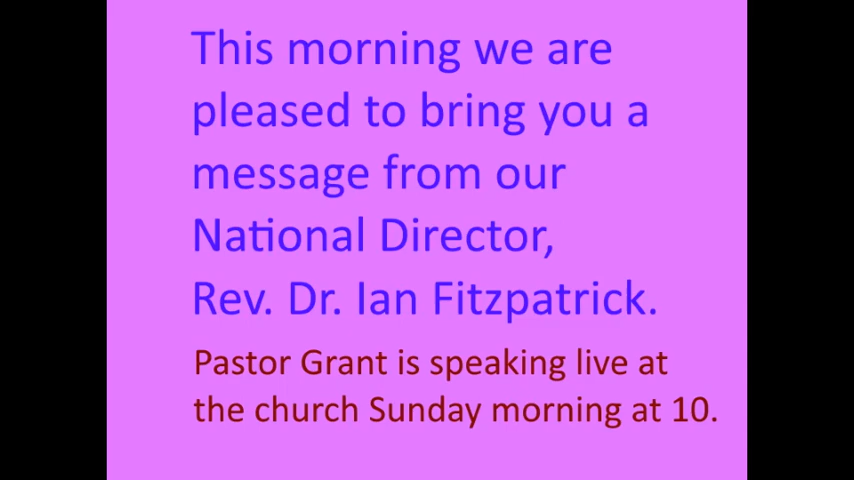 This morning we are
pleased to bring you a
message from our
National Director,
Rev. Dr. Ian Fitzpatrick.
Pastor Grant is speaking live at
the church Sunday morning at 10.